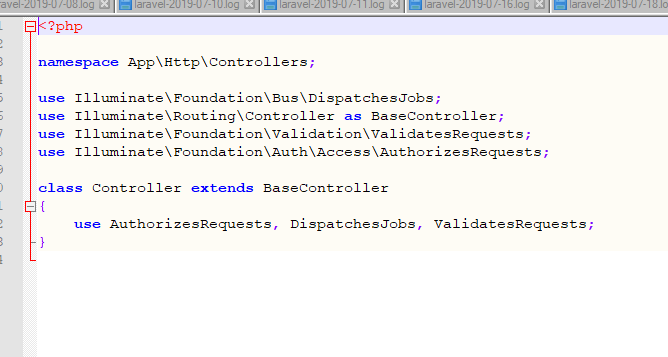 ravel-2019-07-08.log laravel-2019-07-10.log laravel-2019-07-11.log laravel-2019-07-16.log laravel-2019-07-18.lo
<?php
namespace App\Http\Controllers;
use Illuminate\Foundation\Bus\DispatchesJobs;
use Illuminate\Routing\Controller as BaseController;
use Illuminate\Foundation\Validation\ValidatesRequests;
use Illuminate\Foundation\Auth\Access\AuthorizesRequests;
class Controller extends BaseController
{
use AuthorizesRequests, DispatchesJobs, ValidatesRequests;
}